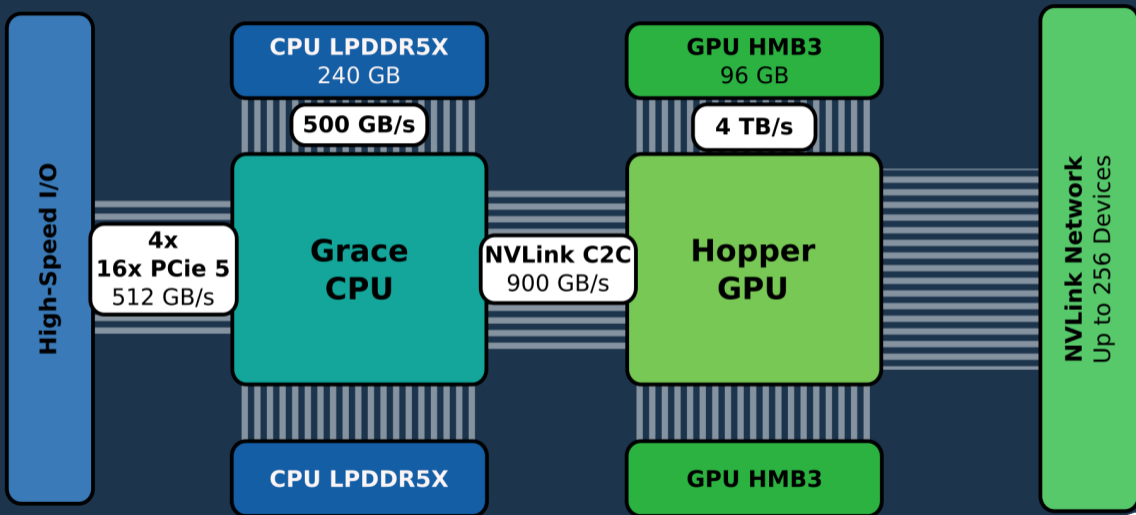 High-Speed I/O
CPU LPDDR5X
240 GB
GPU HMB3
96 GB
500 GB/s
4 TB/s
4x
16x PCie 5
512 GB/s
Grace
CPU
NVLink C2C
900 GB/s
Hopper
GPU
NVLink Network
Up to 256 Devices
CPU LPDDR5X
GPU HMB3